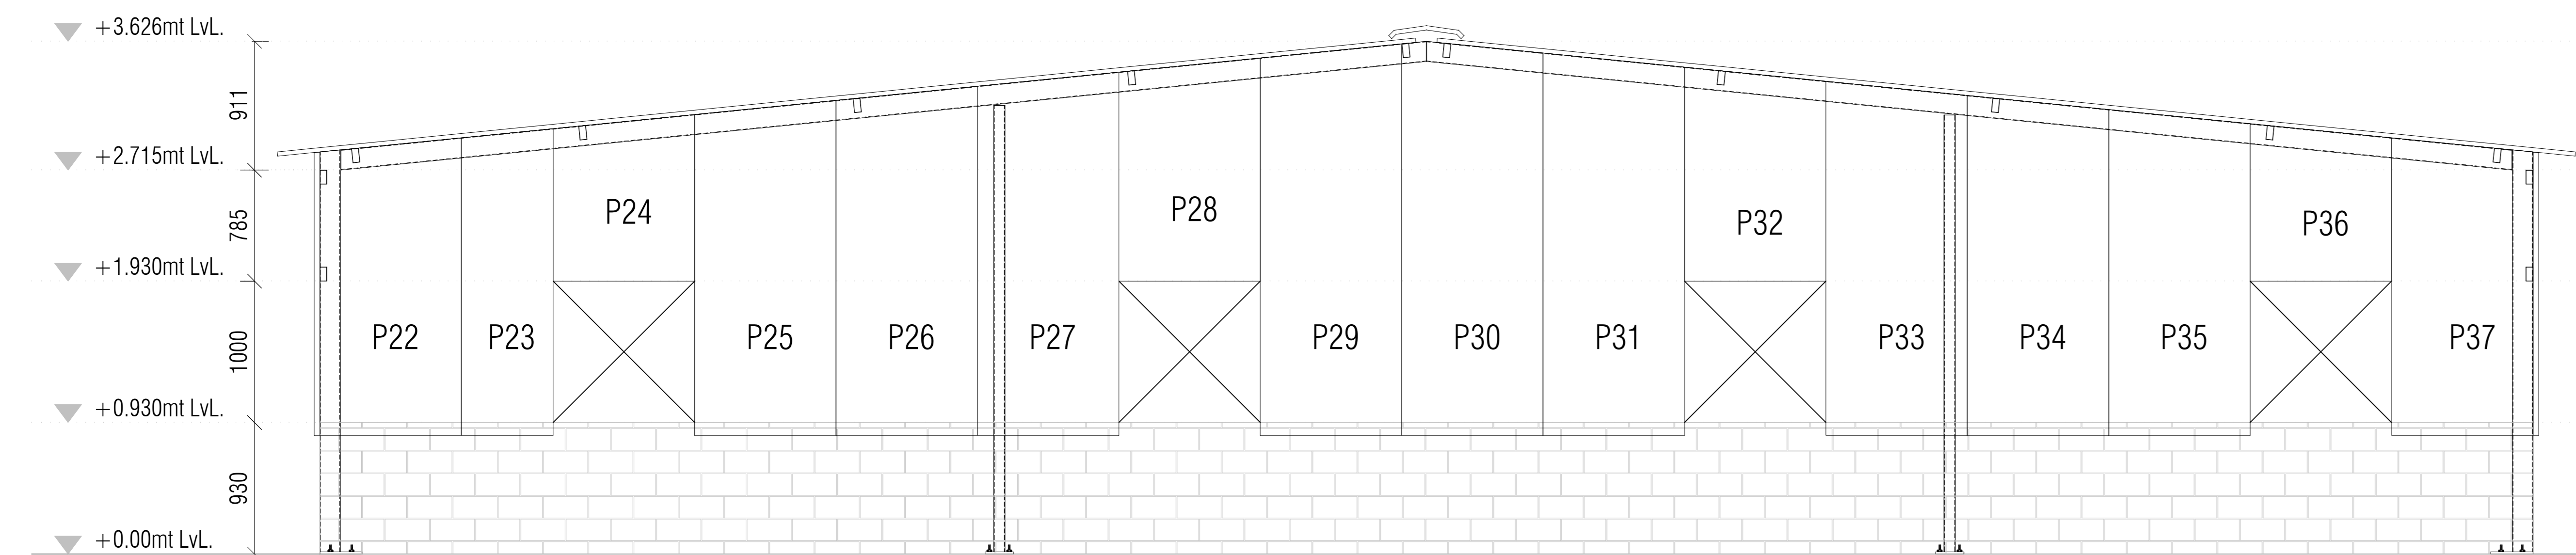 +3.626mt LvL.
911
+2.715mt LvL.
785
+1.930mt LvL.
1000
+0.930mt LvL.
930
+0.00mt LvL.
P24
P28
P32
P36
P22
P23
P25
P26
P27
P29
P30
P31
P33
P34
P35
P37